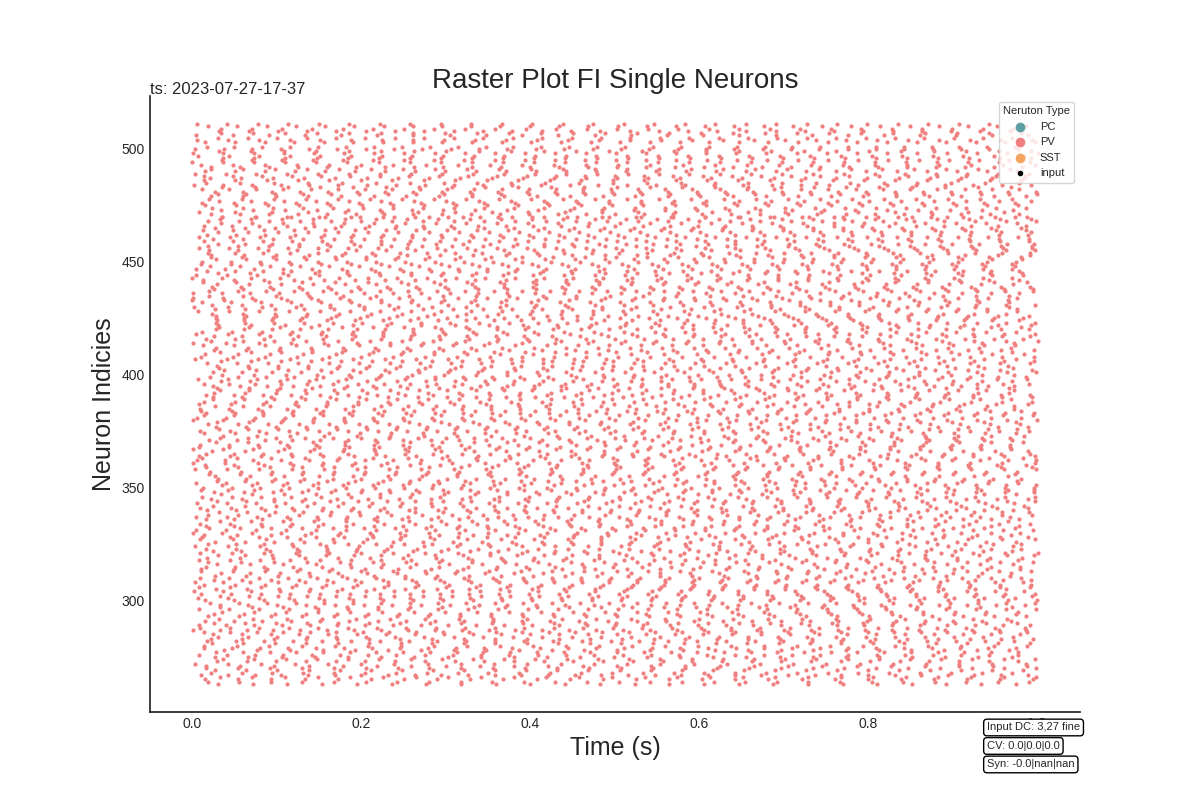 Raster Plot FI Single Neurons
ts: 2023-07-27-17-37
Neruton Type
PC
PV
SST
input
500
450
400
350
300
Neuron Indicies
0.0 0.2 0.4 0.6 0.8
Time (s)
Input DC: 3,27 fine
CV: 0.0|0.0|0.0
Syn: -0.0|nan|nan